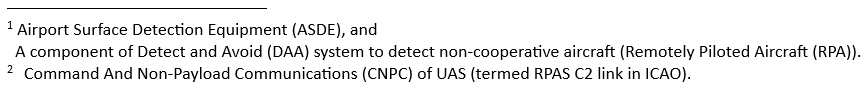 1 Airport Surface Detection Equipment (ASDE), and
A component of Detect and Avoid (DAA) system to detect non-cooperative aircraft (Remotely Piloted Aircraft (RPA)).
2 Command And Non-Payload Communications (CNPC) of UAS (termed RPAS C2 link in ICAO).